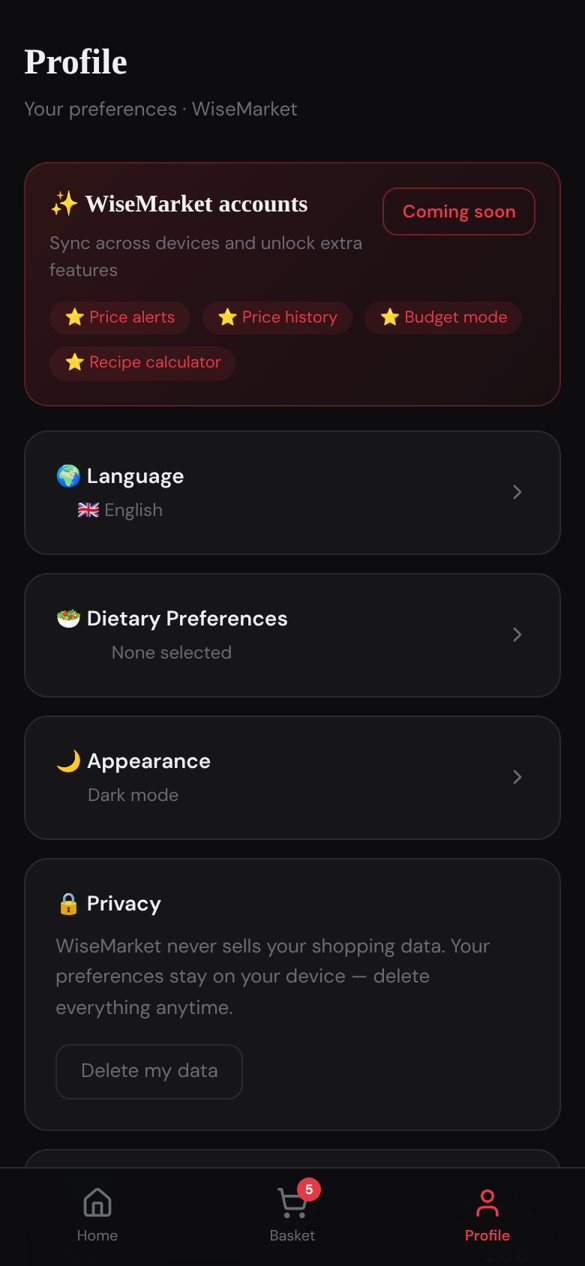 Profile
Your preferences · WiseMarket
✨ WiseMarket accounts
Coming soon
Sync across devices and unlock extra
features
⭐ Price alerts
⭐ Price history
⭐ Budget mode
⭐ Recipe calculator
🌍 Language
🇬🇧 English
🥗 Dietary Preferences
None selected
🌙 Appearance
Dark mode
🔒 Privacy
WiseMarket never sells your shopping data. Your
preferences stay on your device — delete
everything anytime.
Delete my data
5
Home
Basket
Profile